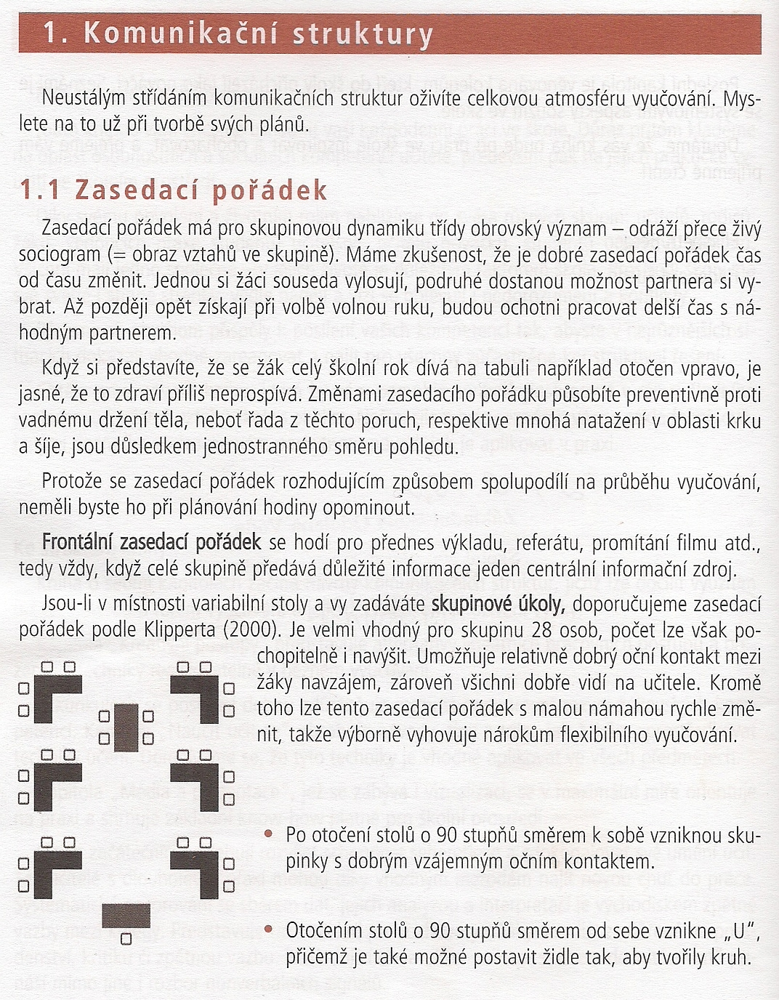 1. Komunikační struktury
Neustálým střídáním komunikačních struktur oživíte celkovou atmosféru vyučování. Mys-
lete na to už při tvorbě svých plánů.
1.1 Zasedací pořádek
Zasedací pořádek má pro skupinovou dynamiku třídy obrovský význam – odráží přece živý
sociogram (= obraz vztahů ve skupině). Máme zkušenost, že je dobré zasedací pořádek čas
od času změnit. Jednou si žáci souseda vylosují, podruhé dostanou možnost partnera si vy-
brat. Až později opět získají při volbě volnou ruku, budou ochotni pracovat delší čas s ná-
hodným partnerem.
Když si představíte, že se žák celý školní rok dívá na tabuli například otočen vpravo, je
jasné, že to zdraví příliš neprospívá. Změnami zasedacího pořádku působíte preventivně proti
vadnému držení těla, neboť řada z těchto poruch, respektive mnohá natažení v oblasti krku
a šíje, jsou důsledkem jednostranného směru pohledu.
Protože se zasedací pořádek rozhodujícím způsobem spolupodílí na průběhu vyučování,
neměli byste ho při plánování hodiny opominout.
Frontální zasedací pořádek se hodí pro přednes výkladu, referátu, promítání filmu atd.,
tedy vždy, když celé skupině předává důležité informace jeden centrální informační zdroj.
Jsou-li v místnosti variabilní stoly a vy zadáváte skupinové úkoly, doporučujeme zasedací
pořádek podle Klipperta (2000). Je velmi vhodný pro skupinu 28 osob, počet lze však po-
chopitelně i navýšit. Umožňuje relativně dobrý oční kontakt mezi
žáky navzájem, zároveň všichni dobře vidí na učitele. Kromě
toho lze tento zasedací pořádek s malou námahou rychle změ-
nit, takže výborně vyhovuje nárokům flexibilního vyučování.
• Po otočení stolů o 90 stupňů směrem k sobě vzniknou sku-
pinky s dobrým vzájemným očním kontaktem.
• Otočením stolů o 90 stupňů směrem od sebe vznikne „U",
přičemž je také možné postavit židle tak, aby tvořily kruh.